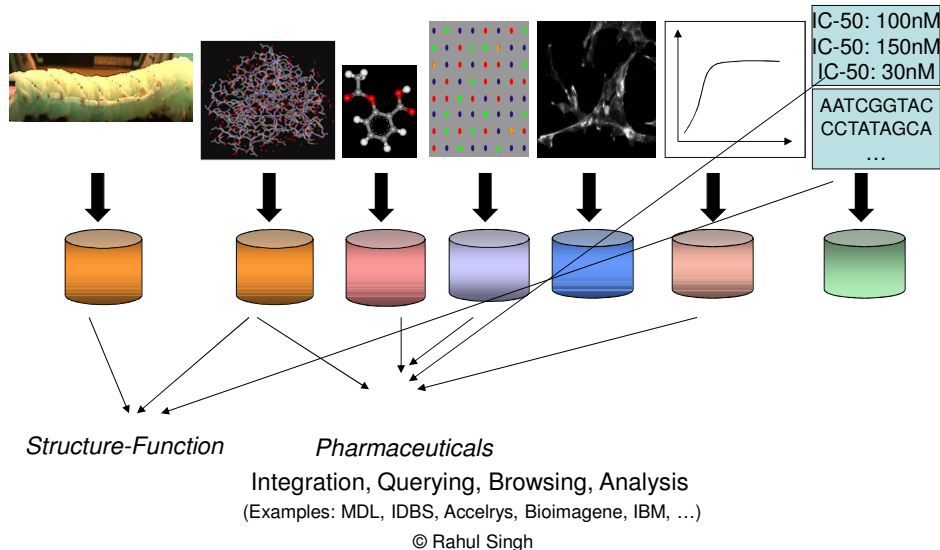 IC-50: 100nM
IC-50: 150nM
IC-50: 30nM
AATCGGTAC
CCTATAGCA
…
Structure-Function
Pharmaceuticals
Integration, Querying, Browsing, Analysis
(Examples: MDL, IDBS, Accelrys, Bioimagene, IBM, …)
© Rahul Singh